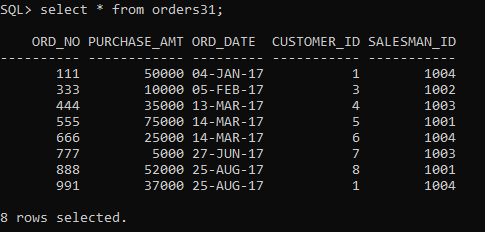 SQL> select * from orders31;
ORD_NO PURCHASE_AMT ORD_DATE CUSTOMER_ID SALESMAN_ID
---------- ------------ --------- ----------- -----------
111 50000 04-JAN-17 1 1004
333 10000 05-FEB-17 3 1002
444 35000 13-MAR-17 4 1003
555 75000 14-MAR-17 5 1001
666 25000 14-MAR-17 6 1004
777 5000 27-JUN-17 7 1003
888 52000 25-AUG-17 8 1001
991 37000 25-AUG-17 1 1004
8 rows selected.